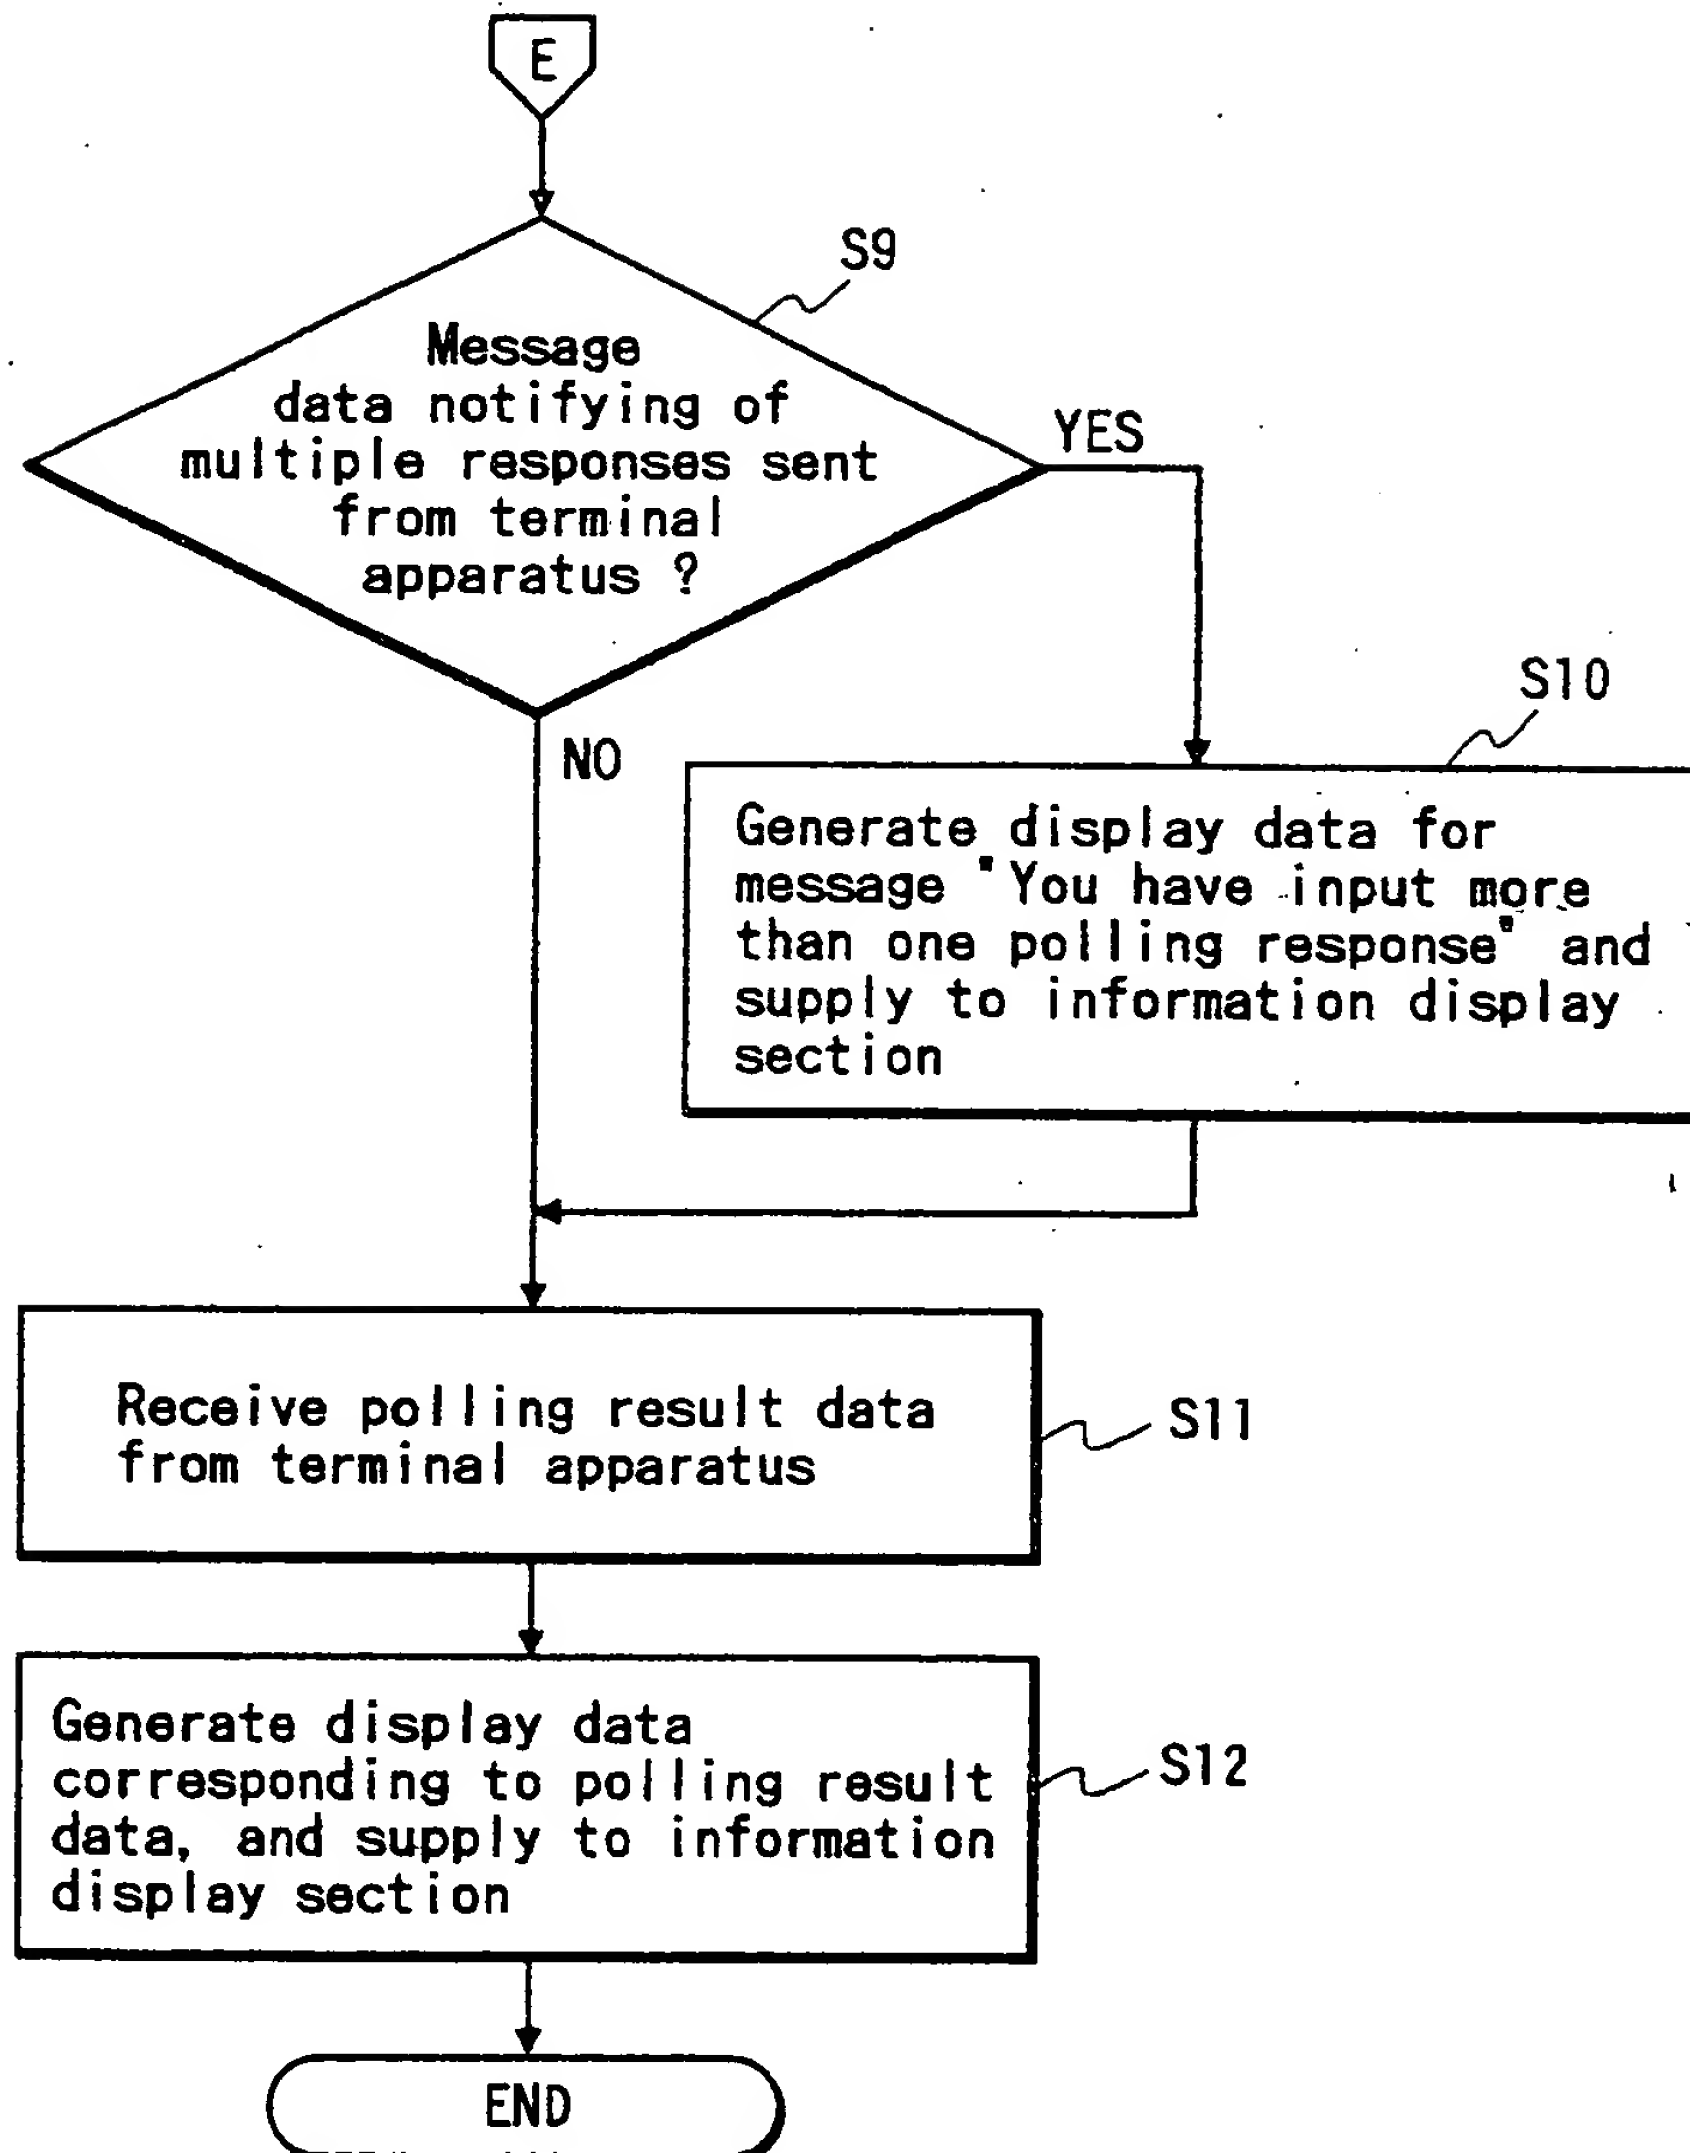 E
S9
Message
data notifying of
multiple responses sent
from terminal
apparatus ?
YES
NO
S10
Generate display data for
message "You have input more
than one polling response" and
supply to information display
section
Receive polling result data
from terminal apparatus
S11
Generate display data
corresponding to polling result
data, and supply to information
display section
S12
END